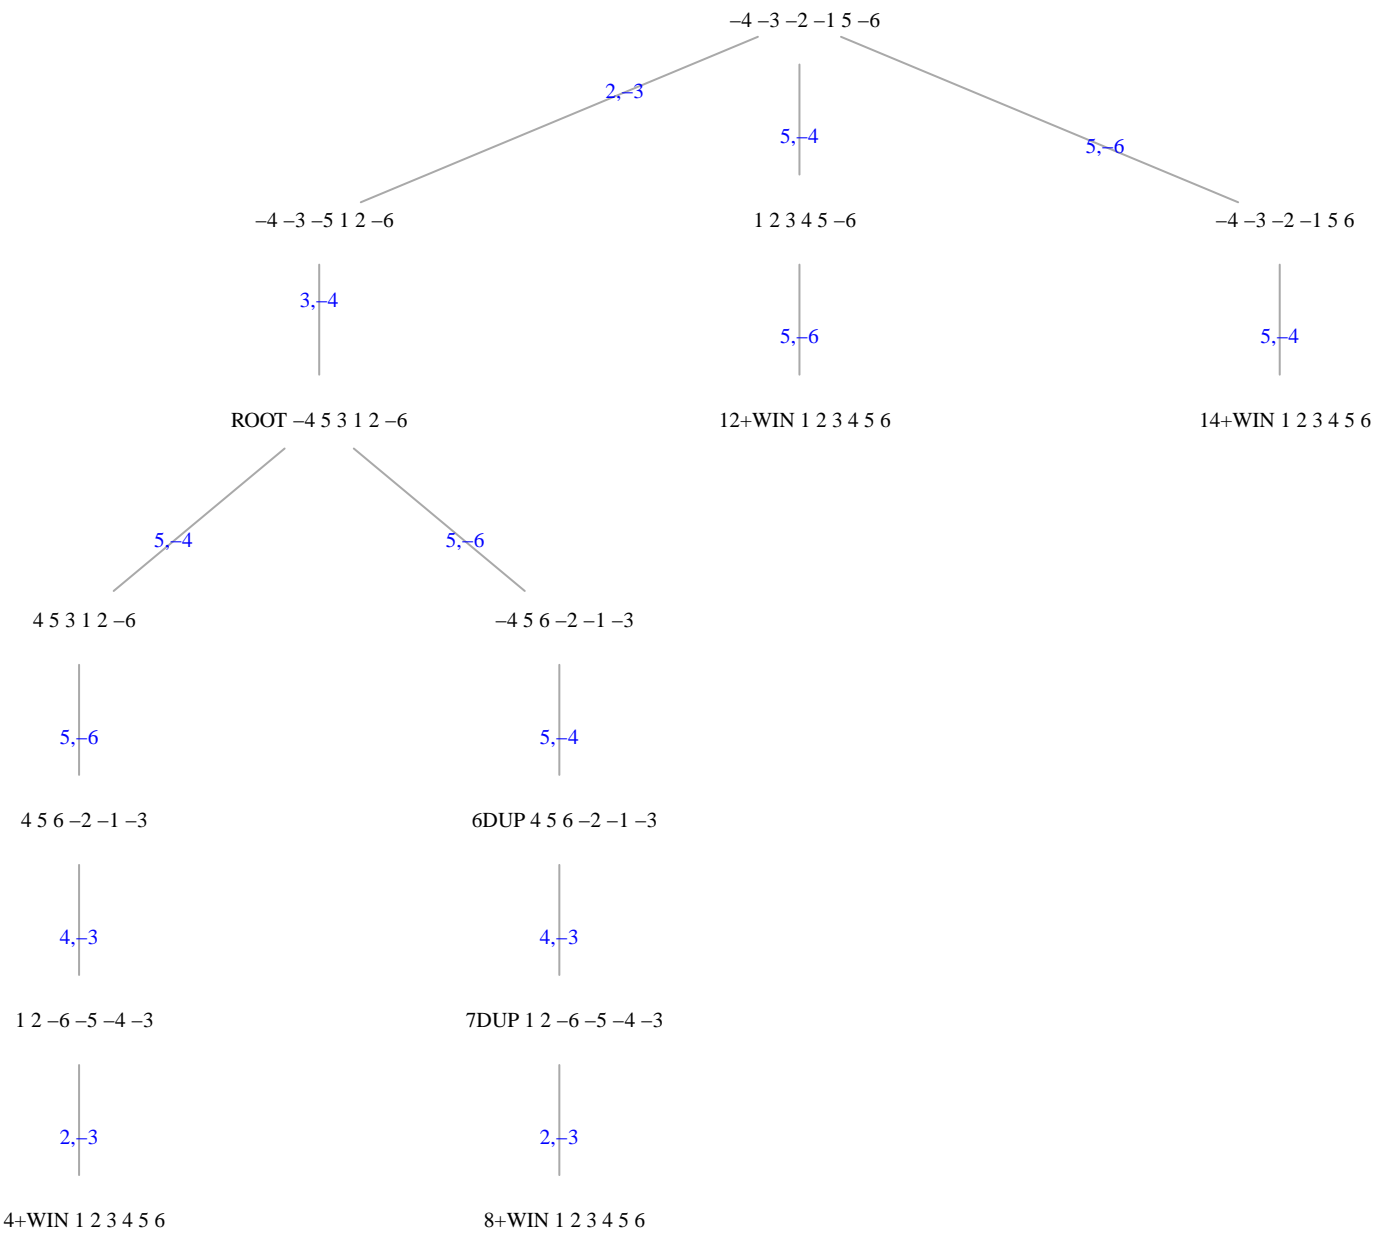 –4 –3 –2 –1 5 –6
2,–3
5,–4
5,–6
–4 –3 –5 1 2 –6
1 2 3 4 5 –6
–4 –3 –2 –1 5 6
3,–4
5,–6
5,–4
ROOT –4 5 3 1 2 –6
12+WIN 1 2 3 4 5 6
14+WIN 1 2 3 4 5 6
5,–4
5,–6
4 5 3 1 2 –6
–4 5 6 –2 –1 –3
5,–6
5,–4
4 5 6 –2 –1 –3
6DUP 4 5 6 –2 –1 –3
4,–3
4,–3
1 2 –6 –5 –4 –3
7DUP 1 2 –6 –5 –4 –3
2,–3
2,–3
4+WIN 1 2 3 4 5 6
8+WIN 1 2 3 4 5 6